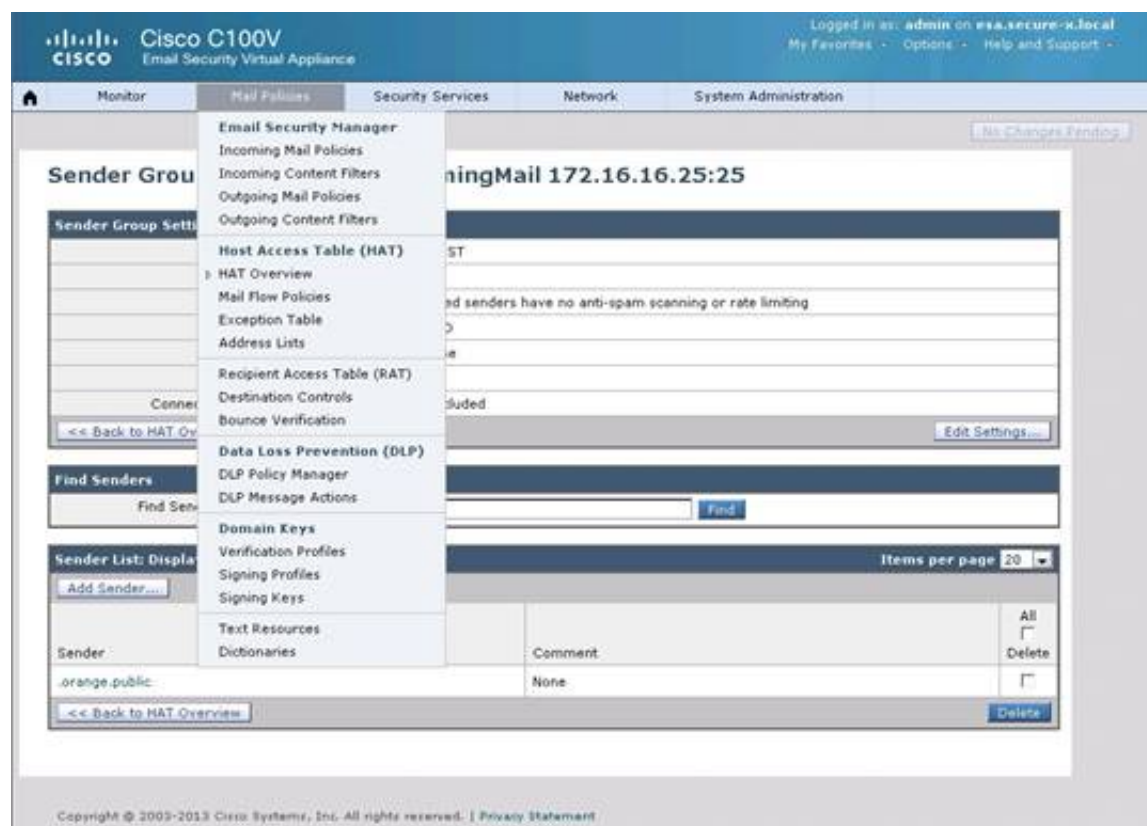 Logged in as: admin on esa.secure-x.local
CISCO
Cisco C100V
Email Security Virtual Appliance
My Favorites Options Help and Support
Monitor Mail Policies Security Services Network System Administration
No Changes Pending
Email Security Manager
Incoming Mail Policies
Incoming Content Filters
Outgoing Mail Policies
Outgoing Content Filters
Host Access Table (HAT)
HAT Overview
Mail Flow Policies
Exception Table
Address Lists
Recipient Access Table (RAT)
Destination Controls
Bounce Verification
Data Loss Prevention (DLP)
DLP Policy Manager
DLP Message Actions
Domain Keys
Verification Profiles
Signing Profiles
Signing Keys
Text Resources
Dictionaries
Sender Grou ningMail 172.16.16.25:25
Sender Group Setti
ST
ed senders have no anti-spam scanning or rate limiting
Connec cluded
<< Back to HAT Ov Edit Settings...
Find Senders
Find Sen Find
Sender List: Displa Items per page 20
Add Sender...
All
Sender Comment Delete
.orange.public None
<< Back to HAT Overview Delete
Copyright © 2003-2013 Cisco Systems, Inc. All rights reserved. | Privacy Statement